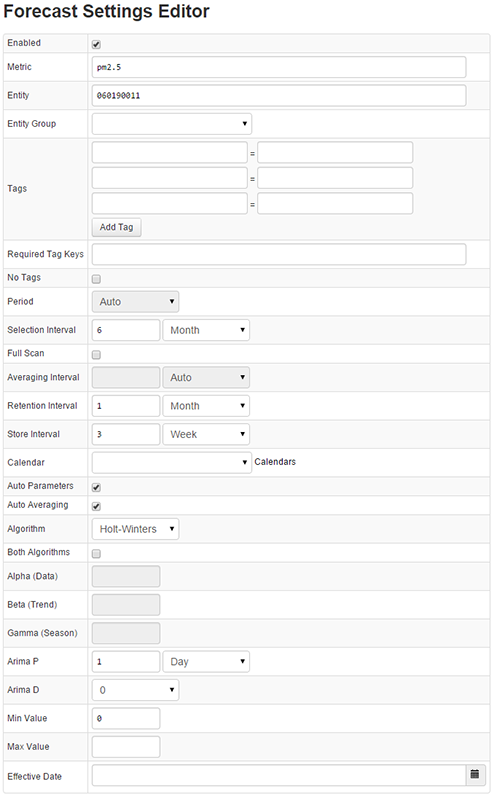 Forecast Settings Editor
Enabled
Metric pm2.5
Entity 060190011
Entity Group
Tags
=
=
=
Add Tag
Required Tag Keys
No Tags
Period Auto
Selection Interval 6 Month
Full Scan
Averaging Interval Auto
Retention Interval 1 Month
Store Interval 3 Week
Calendar Calendars
Auto Parameters
Auto Averaging
Algorithm Holt-Winters
Both Algorithms
Alpha (Data)
Beta (Trend)
Gamma (Season)
Arima P 1 Day
Arima D 0
Min Value 0
Max Value
Effective Date